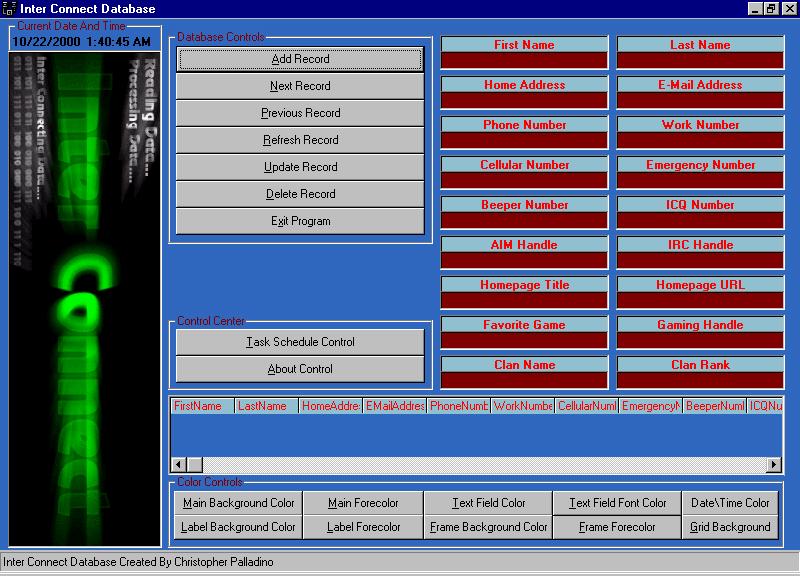 Inter Connect Database
Current Date And Time
10/22/2000 1:40:45 AM
Reading Data...
Processing Data....
Inter Connecting Data...
Inter Connect
Database Controls
Add Record
Next Record
Previous Record
Refresh Record
Update Record
Delete Record
Exit Program
Control Center
Task Schedule Control
About Control
First Name
Last Name
Home Address
E-Mail Address
Phone Number
Work Number
Cellular Number
Emergency Number
Beeper Number
ICQ Number
AIM Handle
IRC Handle
Homepage Title
Homepage URL
Favorite Game
Gaming Handle
Clan Name
Clan Rank
FirstName LastName HomeAddre: EMailAddres PhoneNumb WorkNumbe CellularNuml EmergencyN BeeperNuml ICQNu
Color Controls
Main Background Color Main Forecolor Text Field Color Text Field Font Color Date\Time Color
Label Background Color Label Forecolor Frame Background Color Frame Forecolor Grid Background
Inter Connect Database Created By Christopher Palladino